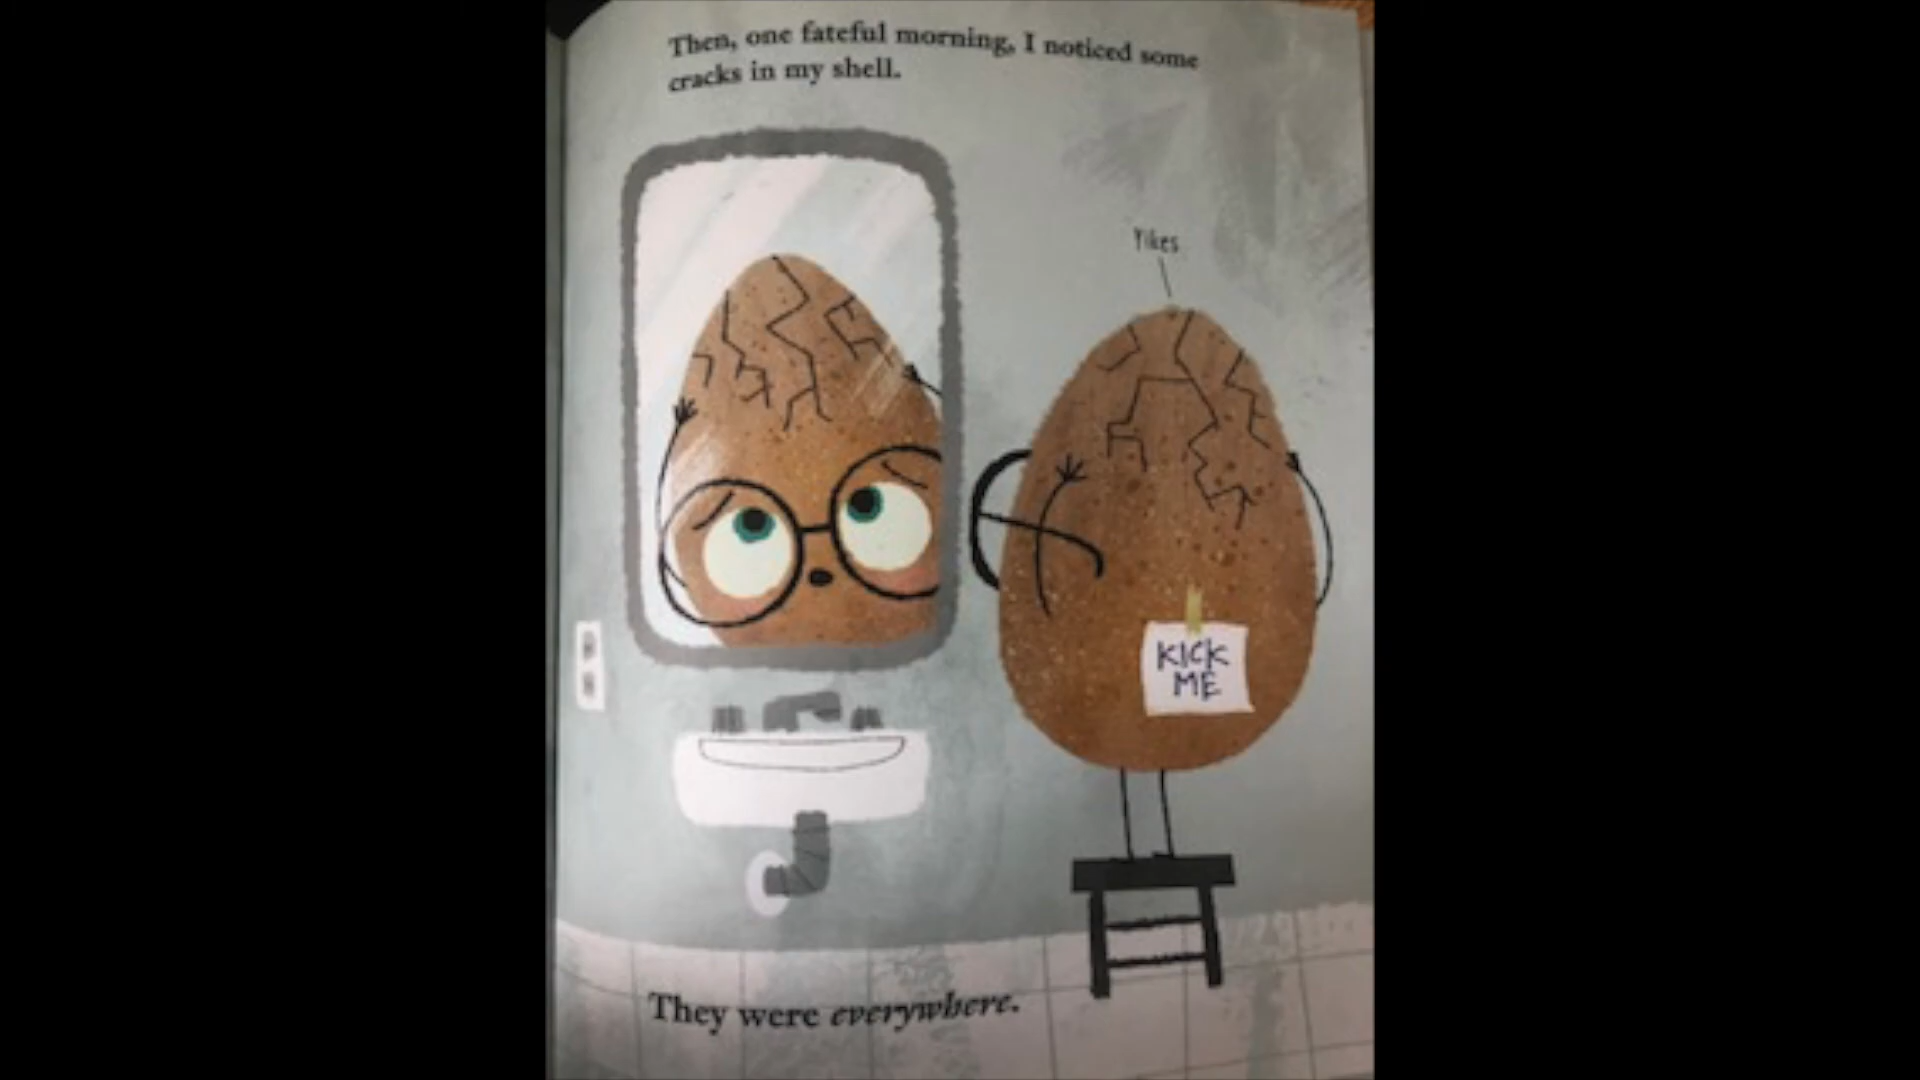 Then, one fateful morning, I noticed some
cracks in my shell.
Yikes
KICK
ME
They were everywhere.